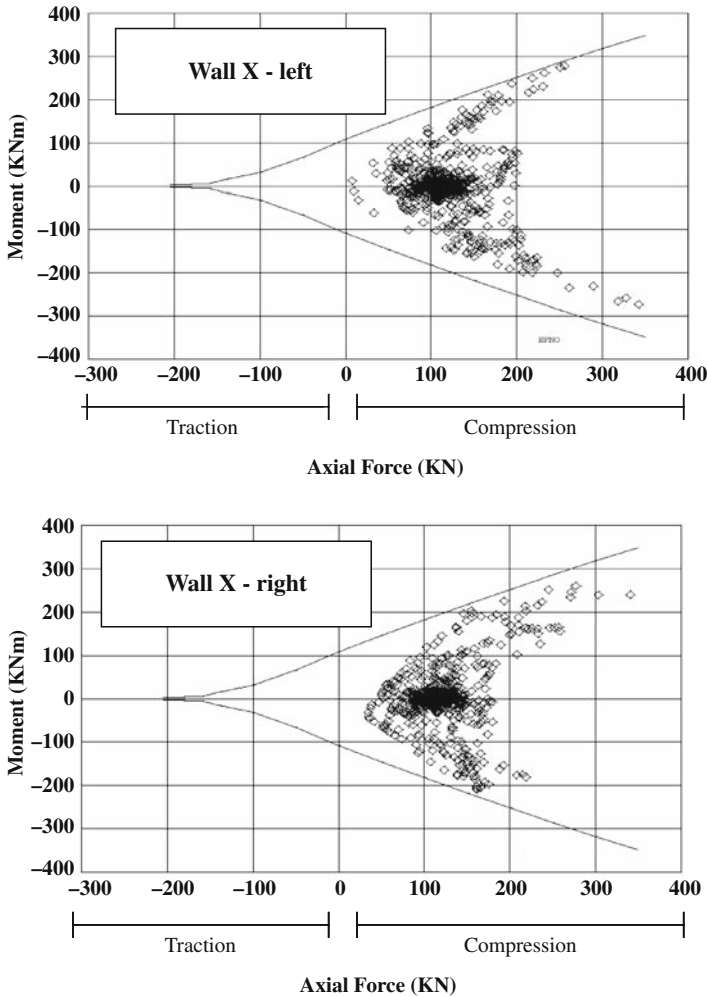 400
300
Wall X - left
200
100
0
−100
−200
−300
−400
Moment (KNm)
−300 −200 −100 0 100 200 300 400
Traction Compression
Axial Force (KN)
400
300
Wall X - right
200
100
0
−100
−200
−300
−400
Moment (KNm)
−300 −200 −100 0 100 200 300 400
Traction Compression
Axial Force (KN)